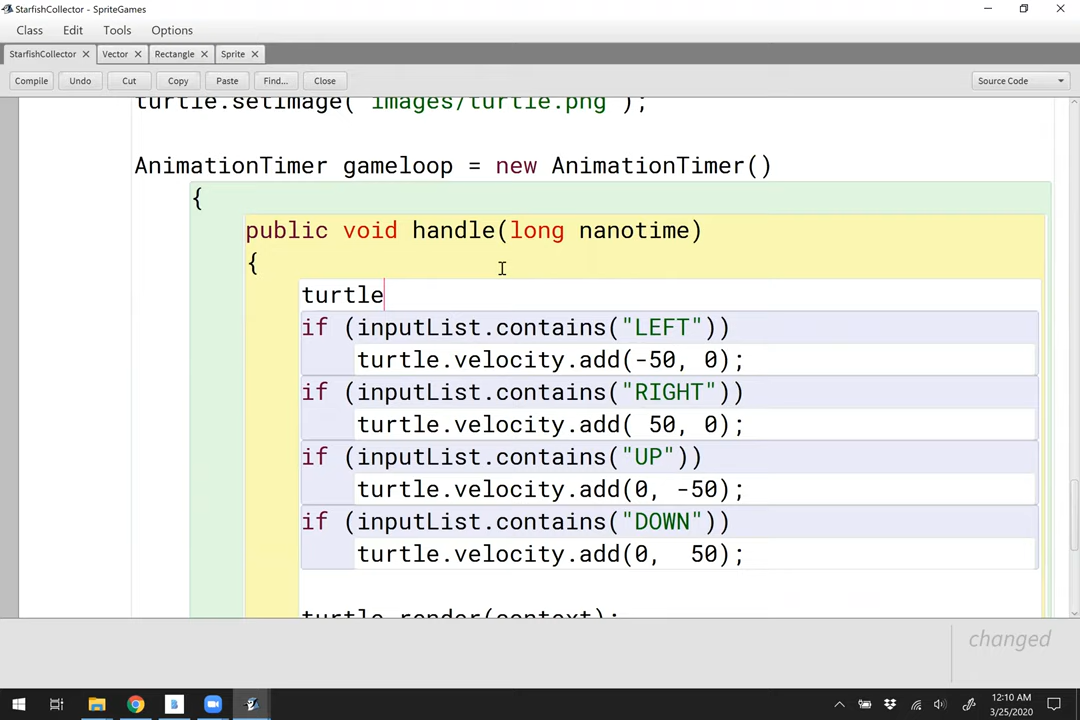 StarfishCollector - SpriteGames
Class Edit Tools Options
StarfishCollector Vector Rectangle Sprite
Compile Undo Cut Copy Paste Find... Close Source Code
turtle.setImage("images/turtle.png");
AnimationTimer gameloop = new AnimationTimer()
{
public void handle(long nanotime)
{
turtle
if (inputList.contains("LEFT"))
turtle.velocity.add(-50, 0);
if (inputList.contains("RIGHT"))
turtle.velocity.add( 50, 0);
if (inputList.contains("UP"))
turtle.velocity.add(0, -50);
if (inputList.contains("DOWN"))
turtle.velocity.add(0,  50);
turtle.render(context);
changed
12:10 AM
3/25/2020